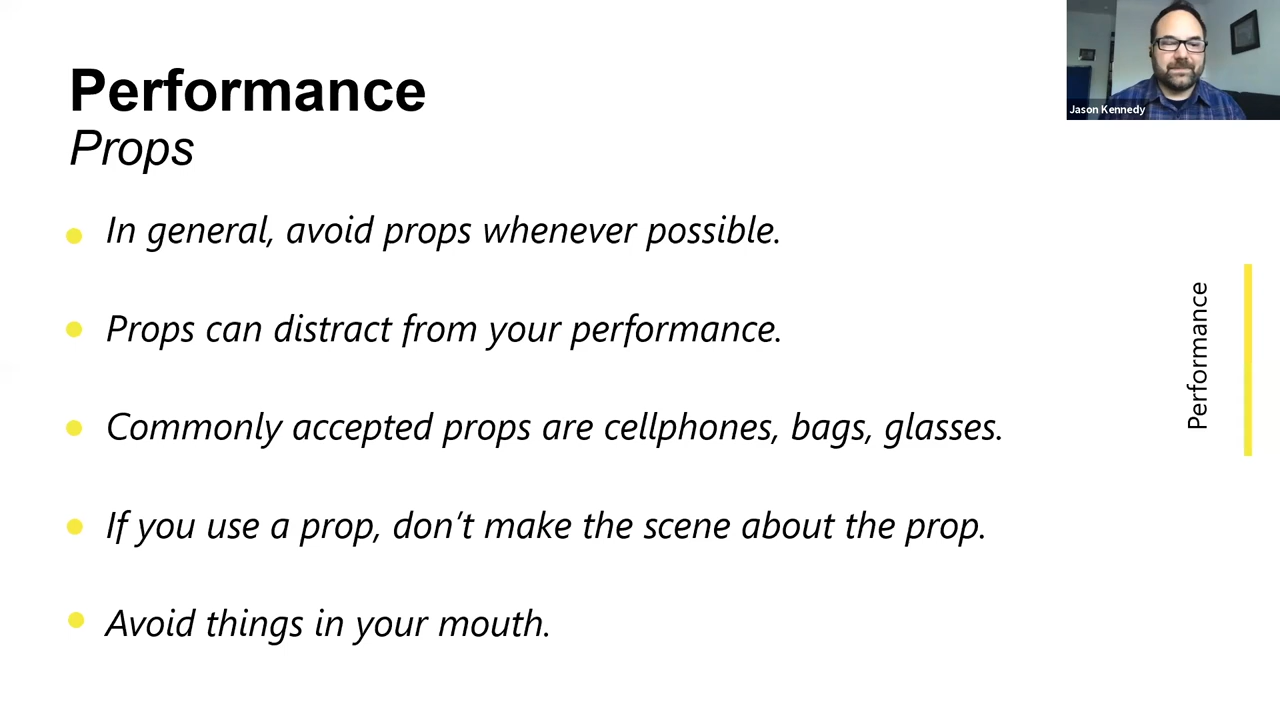 Performance
Props
Jason Kennedy
In general, avoid props whenever possible.
Props can distract from your performance.
Commonly accepted props are cellphones, bags, glasses.
If you use a prop, don’t make the scene about the prop.
Avoid things in your mouth.
Performance